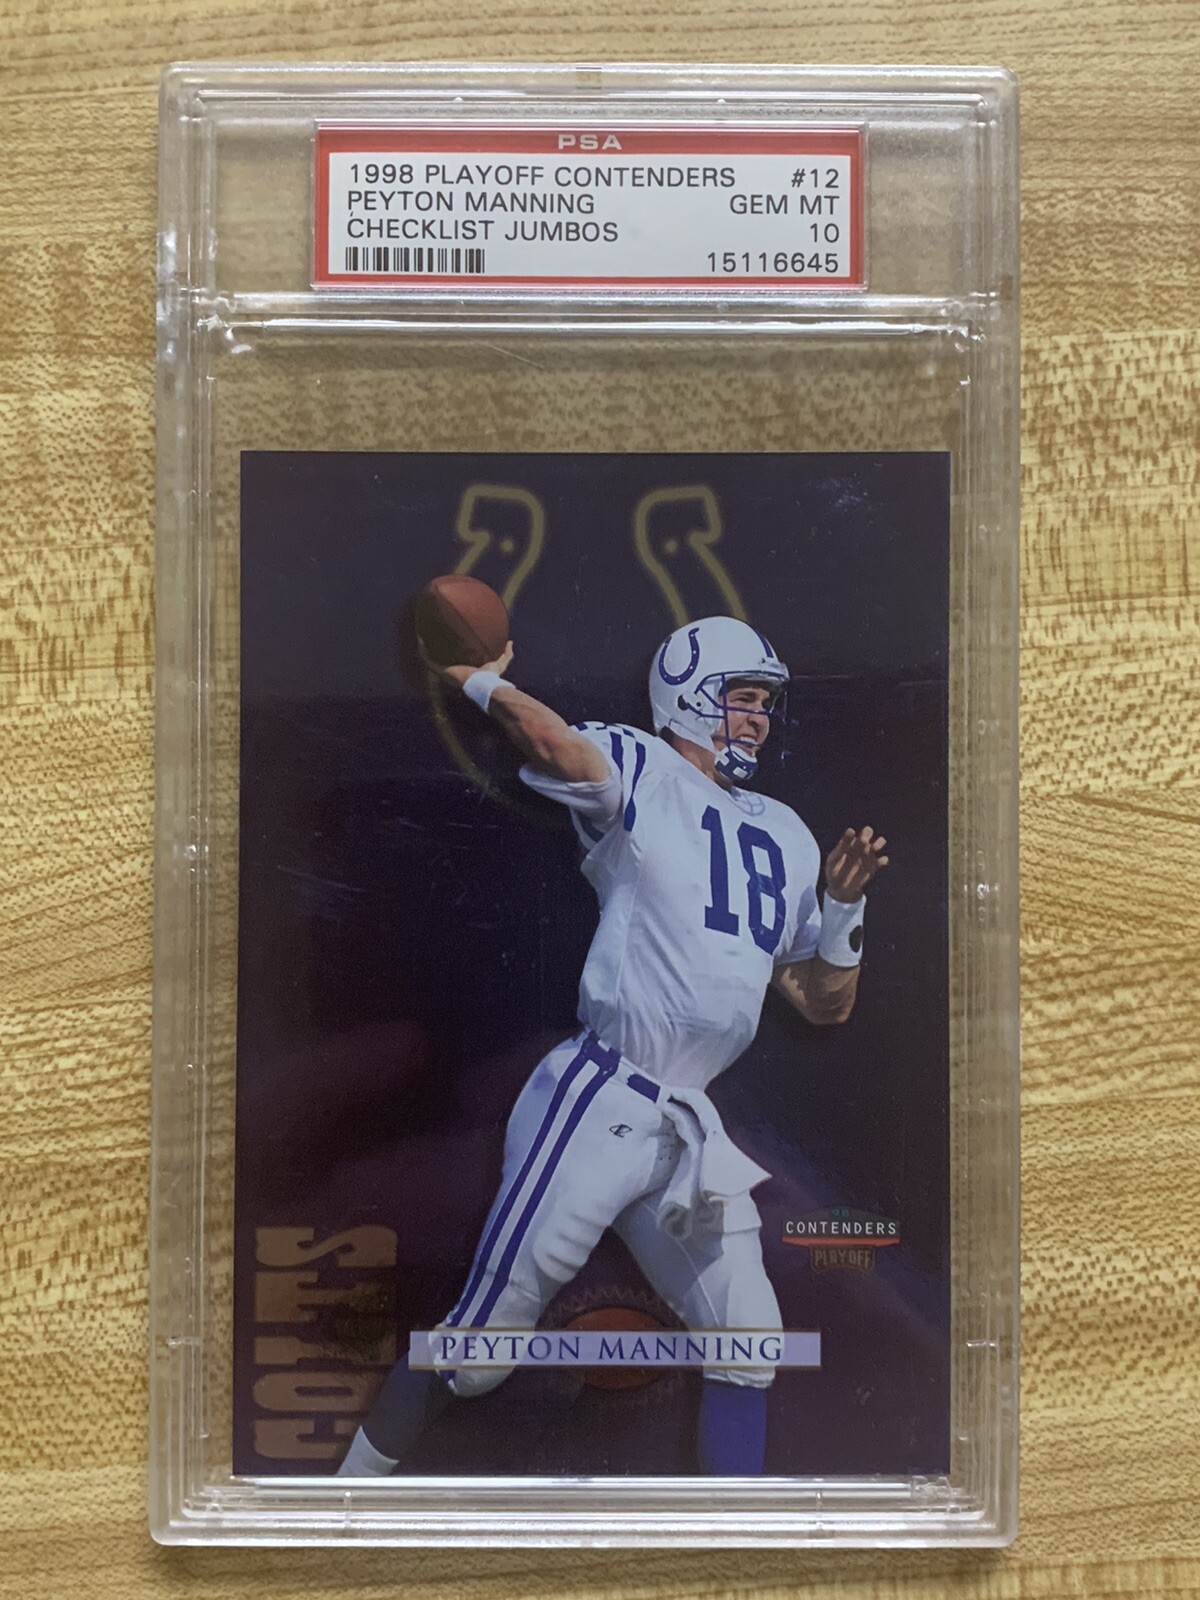 PSA
1998 PLAYOFF CONTENDERS #12
PEYTON MANNING GEM MT
CHECKLIST JUMBOS 10
15116645
18
98
CONTENDERS
PLAYOFF
COLTS
PEYTON MANNING